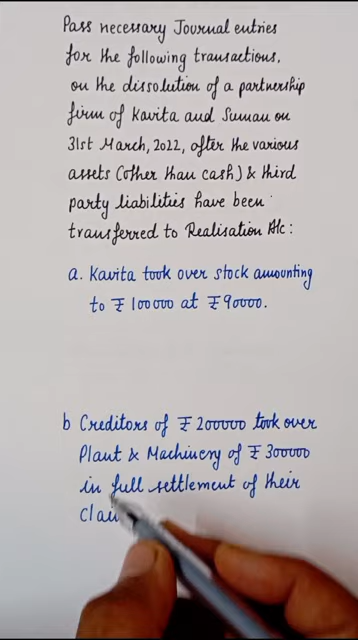 Pass necessary Journal entries
for the following transactions,
on the dissolution of a partnership
firm of Kavita and Suman on
31st March, 2022, after the various
assets (other than cash) & third
party liabilities have been
transferred to Realisation A/c :
a. Kavita took over stock amounting
to ₹ 100000 at ₹ 90000.
b Creditors of ₹ 200000 took over
Plant & Machinery of ₹ 300000
in full settlement of their